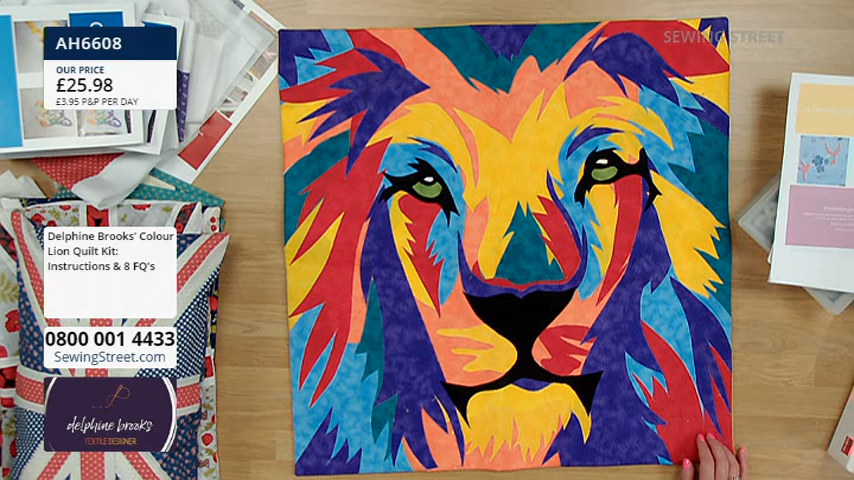 AH6608
OUR PRICE
£25.98
£3.95 P&P PER DAY
SEWING STREET
Delphine Brooks' Colour
Lion Quilt Kit:
Instructions & 8 FQ's
0800 001 4433
SewingStreet.com
delphine brooks
TEXTILE DESIGNER